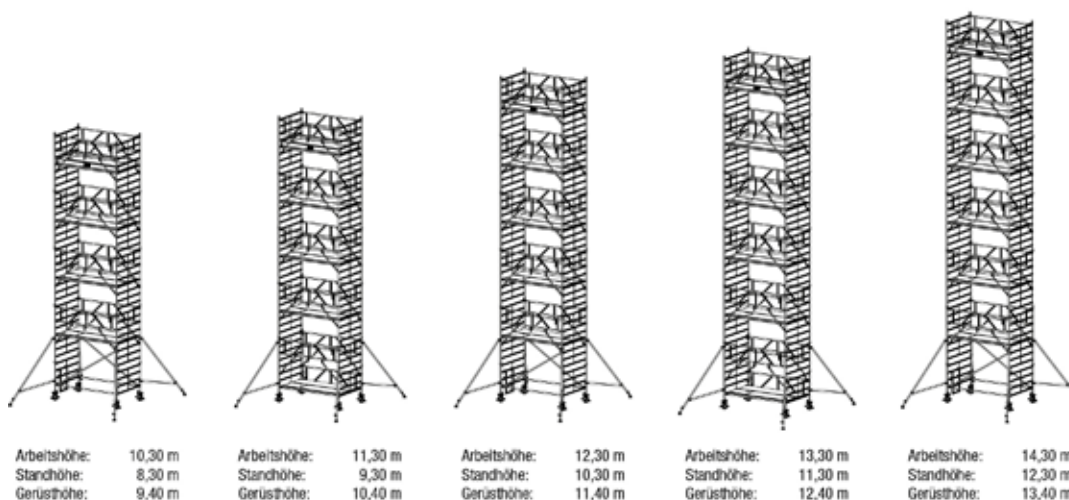 Arbeitshöhe: 10,30 m
Standhöhe: 8,30 m
Gerüsthöhe: 9,40 m
Arbeitshöhe: 11,30 m
Standhöhe: 9,30 m
Gerüsthöhe: 10,40 m
Arbeitshöhe: 12,30 m
Standhöhe: 10,30 m
Gerüsthöhe: 11,40 m
Arbeitshöhe: 13,30 m
Standhöhe: 11,30 m
Gerüsthöhe: 12,40 m
Arbeitshöhe: 14,30 m
Standhöhe: 12,30 m
Gerüsthöhe: 13,40 m